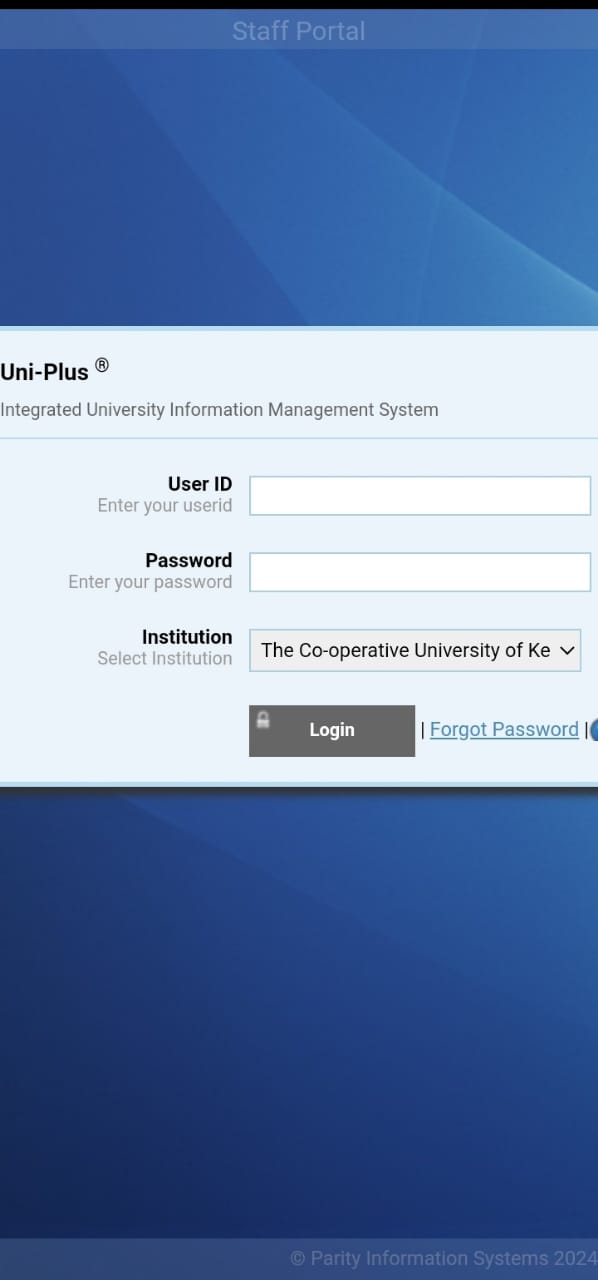 Staff Portal
Uni-Plus ®
Integrated University Information Management System
User ID
Enter your userid
Password
Enter your password
Institution
Select Institution
The Co-operative University of Ke
Login
| Forgot Password |
© Parity Information Systems 2024